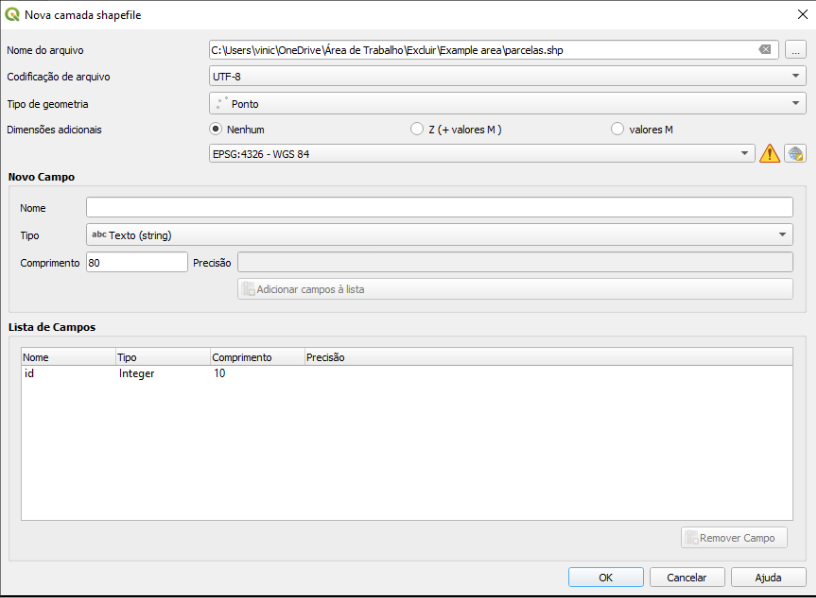 Nova camada shapefile
Nome do arquivo C:\Users\vinic\OneDrive\Área de Trabalho\Excluir\Example area\parcelas.shp ...
Codificação de arquivo UTF-8
Tipo de geometria Ponto
Dimensões adicionais Nenhum Z (+ valores M ) valores M
EPSG:4326 - WGS 84
Novo Campo
Nome
Tipo abc Texto (string)
Comprimento 80 Precisão
Adicionar campos à lista
Lista de Campos
Nome Tipo Comprimento Precisão
id Integer 10
Remover Campo
OK Cancelar Ajuda